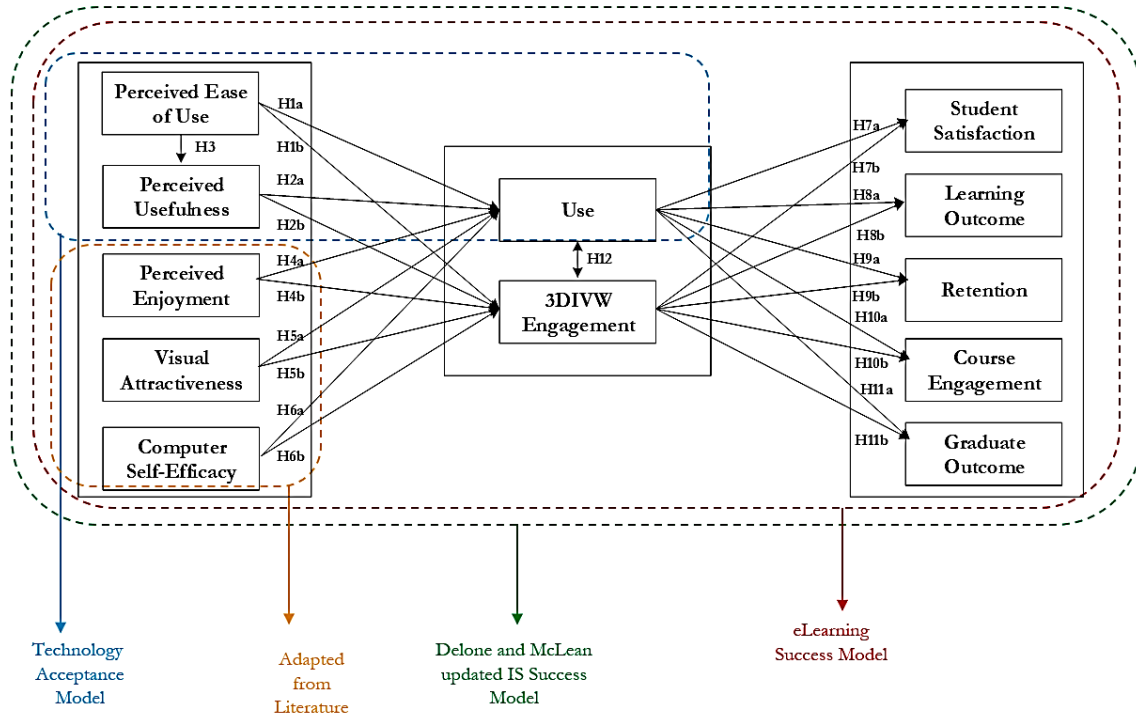 Perceived Ease
of Use
H3
Perceived
Usefulness
Perceived
Enjoyment
Visual
Attractiveness
Computer
Self-Efficacy
H1a
H1b
H2a
H2b
H4a
H4b
H5a
H5b
H6a
H6b
Use
H12
3DIVW
Engagement
H7a
H7b
H8a
H8b
H9a
H9b
H10a
H10b
H11a
H11b
Student
Satisfaction
Learning
Outcome
Retention
Course
Engagement
Graduate
Outcome
Technology
Acceptance
Model
Adapted
from
Literature
Delone and McLean
updated IS Success
Model
eLearning
Success Model